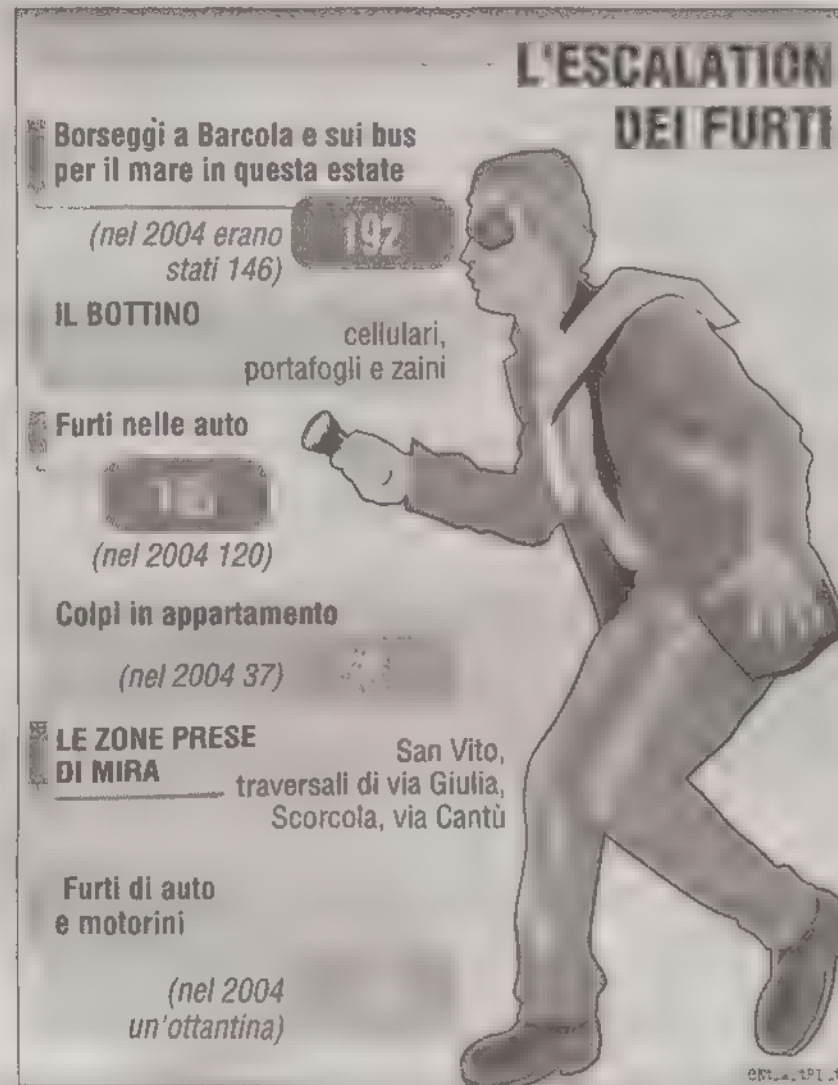 L'ESCALATION
DEI FURTI
Borseggi a Barcola e sui bus
per il mare in questa estate
192
(nel 2004 erano
stati 146)
IL BOTTINO
cellulari,
portafogli e zaini
Furti nelle auto
(nel 2004 120)
Colpi in appartamento
(nel 2004 37)
LE ZONE PRESE
DI MIRA
San Vito,
traversali di via Giulia,
Scorcola, via Cantù
Furti di auto
e motorini
(nel 2004
un'ottantina)